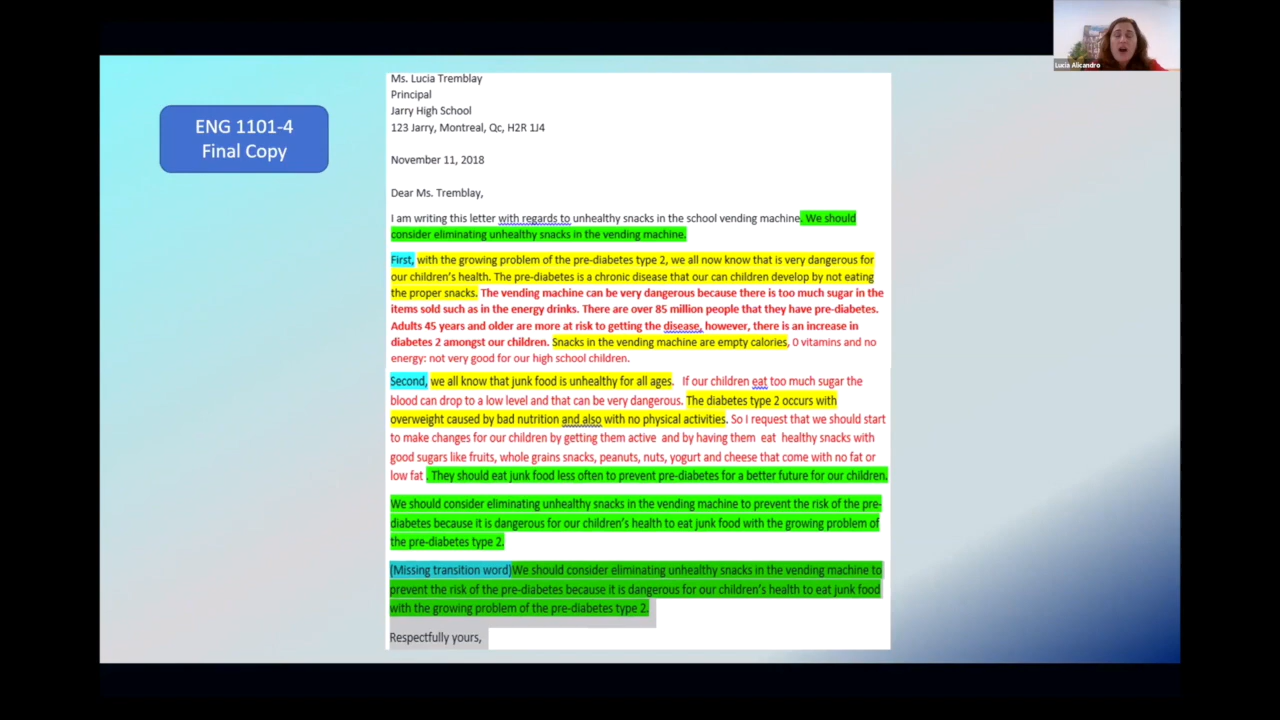 Lucia Alicandro
ENG 1101-4
Final Copy
Ms. Lucia Tremblay
Principal
Jarry High School
123 Jarry, Montreal, Qc, H2R 1J4
November 11, 2018
Dear Ms. Tremblay,
I am writing this letter with regards to unhealthy snacks in the school vending machine. We should
consider eliminating unhealthy snacks in the vending machine.
First, with the growing problem of the pre-diabetes type 2, we all now know that is very dangerous for
our children's health. The pre-diabetes is a chronic disease that our can children develop by not eating
the proper snacks. The vending machine can be very dangerous because there is too much sugar in the
items sold such as in the energy drinks. There are over 85 million people that they have pre-diabetes.
Adults 45 years and older are more at risk to getting the disease, however, there is an increase in
diabetes 2 amongst our children. Snacks in the vending machine are empty calories, 0 vitamins and no
energy: not very good for our high school children.
Second, we all know that junk food is unhealthy for all ages. If our children eat too much sugar the
blood can drop to a low level and that can be very dangerous. The diabetes type 2 occurs with
overweight caused by bad nutrition and also with no physical activities. So I request that we should start
to make changes for our children by getting them active and by having them eat healthy snacks with
good sugars like fruits, whole grains snacks, peanuts, nuts, yogurt and cheese that come with no fat or
low fat . They should eat junk food less often to prevent pre-diabetes for a better future for our children.
We should consider eliminating unhealthy snacks in the vending machine to prevent the risk of the pre-
diabetes because it is dangerous for our children's health to eat junk food with the growing problem of
the pre-diabetes type 2.
(Missing transition word)We should consider eliminating unhealthy snacks in the vending machine to
prevent the risk of the pre-diabetes because it is dangerous for our children's health to eat junk food
with the growing problem of the pre-diabetes type 2.
Respectfully yours,